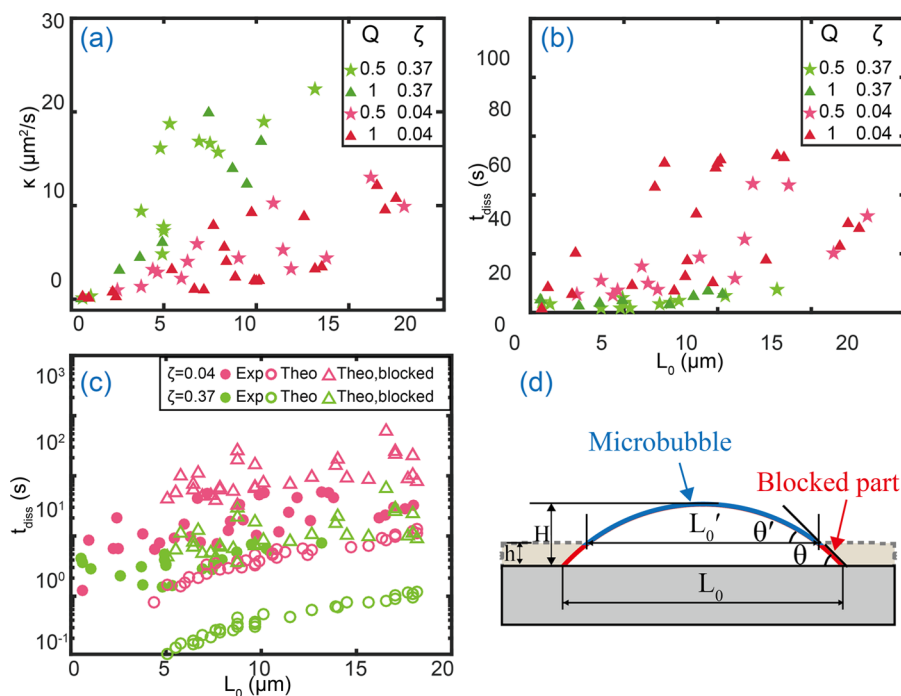 (a)
30
20
10
0
κ (μm²/s)
0
5
10
15
20
Q ζ
0.5 0.37
1 0.37
0.5 0.04
1 0.04
(b)
100
80
60
40
20
0
t_diss (s)
0
5
10
15
20
L₀ (μm)
Q ζ
0.5 0.37
1 0.37
0.5 0.04
1 0.04
(c)
10³
10²
10¹
10⁰
10⁻¹
t_diss (s)
0
5
10
15
20
L₀ (μm)
ζ=0.04 Exp Theo Theo,blocked
ζ=0.37 Exp Theo Theo,blocked
(d)
Microbubble
Blocked part
H
h
L₀′
θ′
θ
L₀